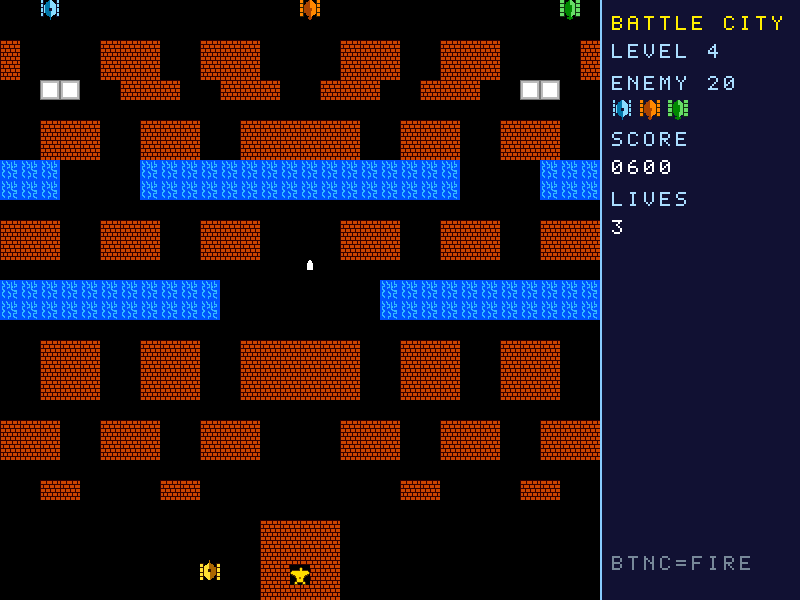 BATTLE CITY
LEVEL 4
ENEMY 20
SCORE
0600
LIVES
3
BTNC=FIRE